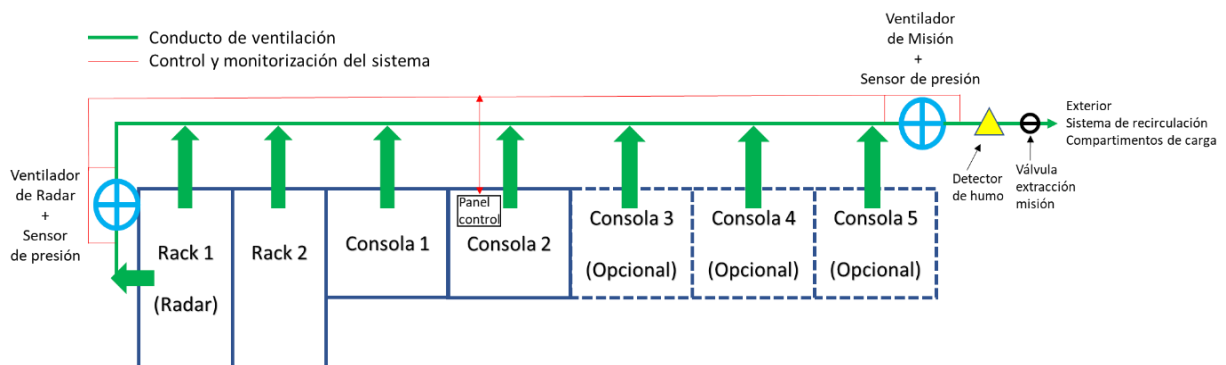 Conducto de ventilación
Control y monitorización del sistema
Ventilador
de Misión
+
Sensor de presión
Exterior
Sistema de recirculación
Compartimentos de carga
Detector
de humo
Válvula
extracción
misión
Ventilador
de Radar
+
Sensor
de presión
Rack 1
(Radar)
Rack 2
Consola 1
Panel
control
Consola 2
Consola 3
(Opcional)
Consola 4
(Opcional)
Consola 5
(Opcional)